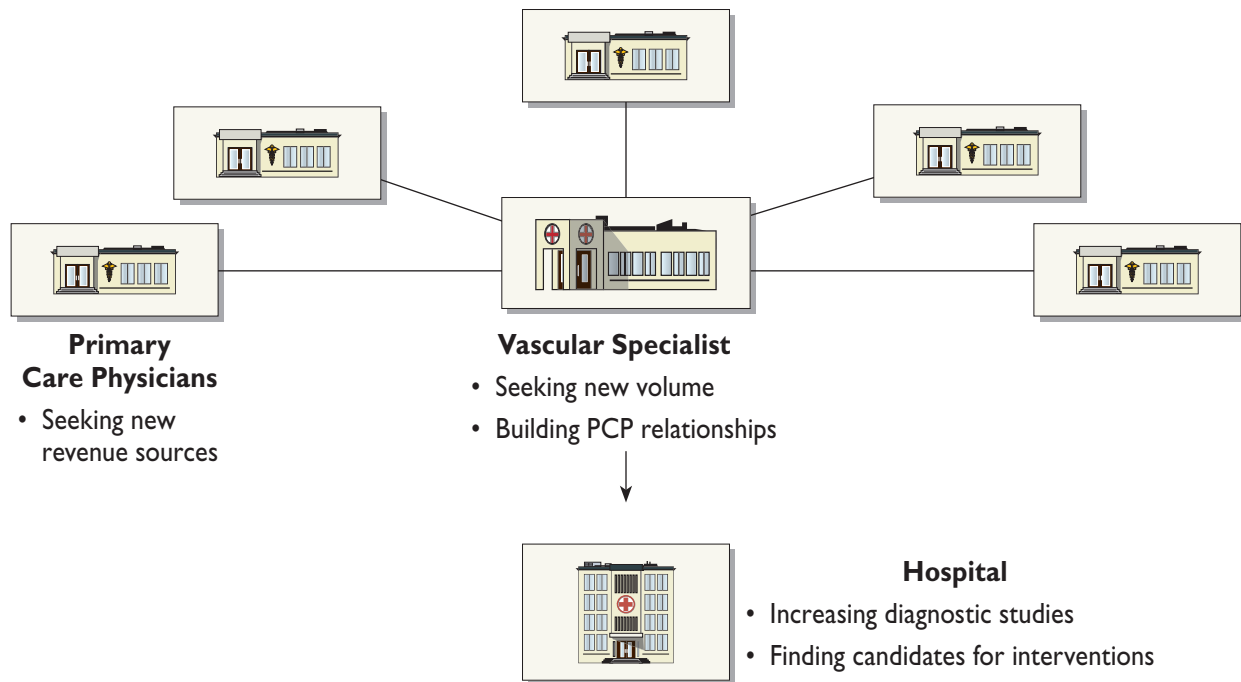 Primary
Care Physicians
• Seeking new
revenue sources
Vascular Specialist
• Seeking new volume
• Building PCP relationships
Hospital
• Increasing diagnostic studies
• Finding candidates for interventions